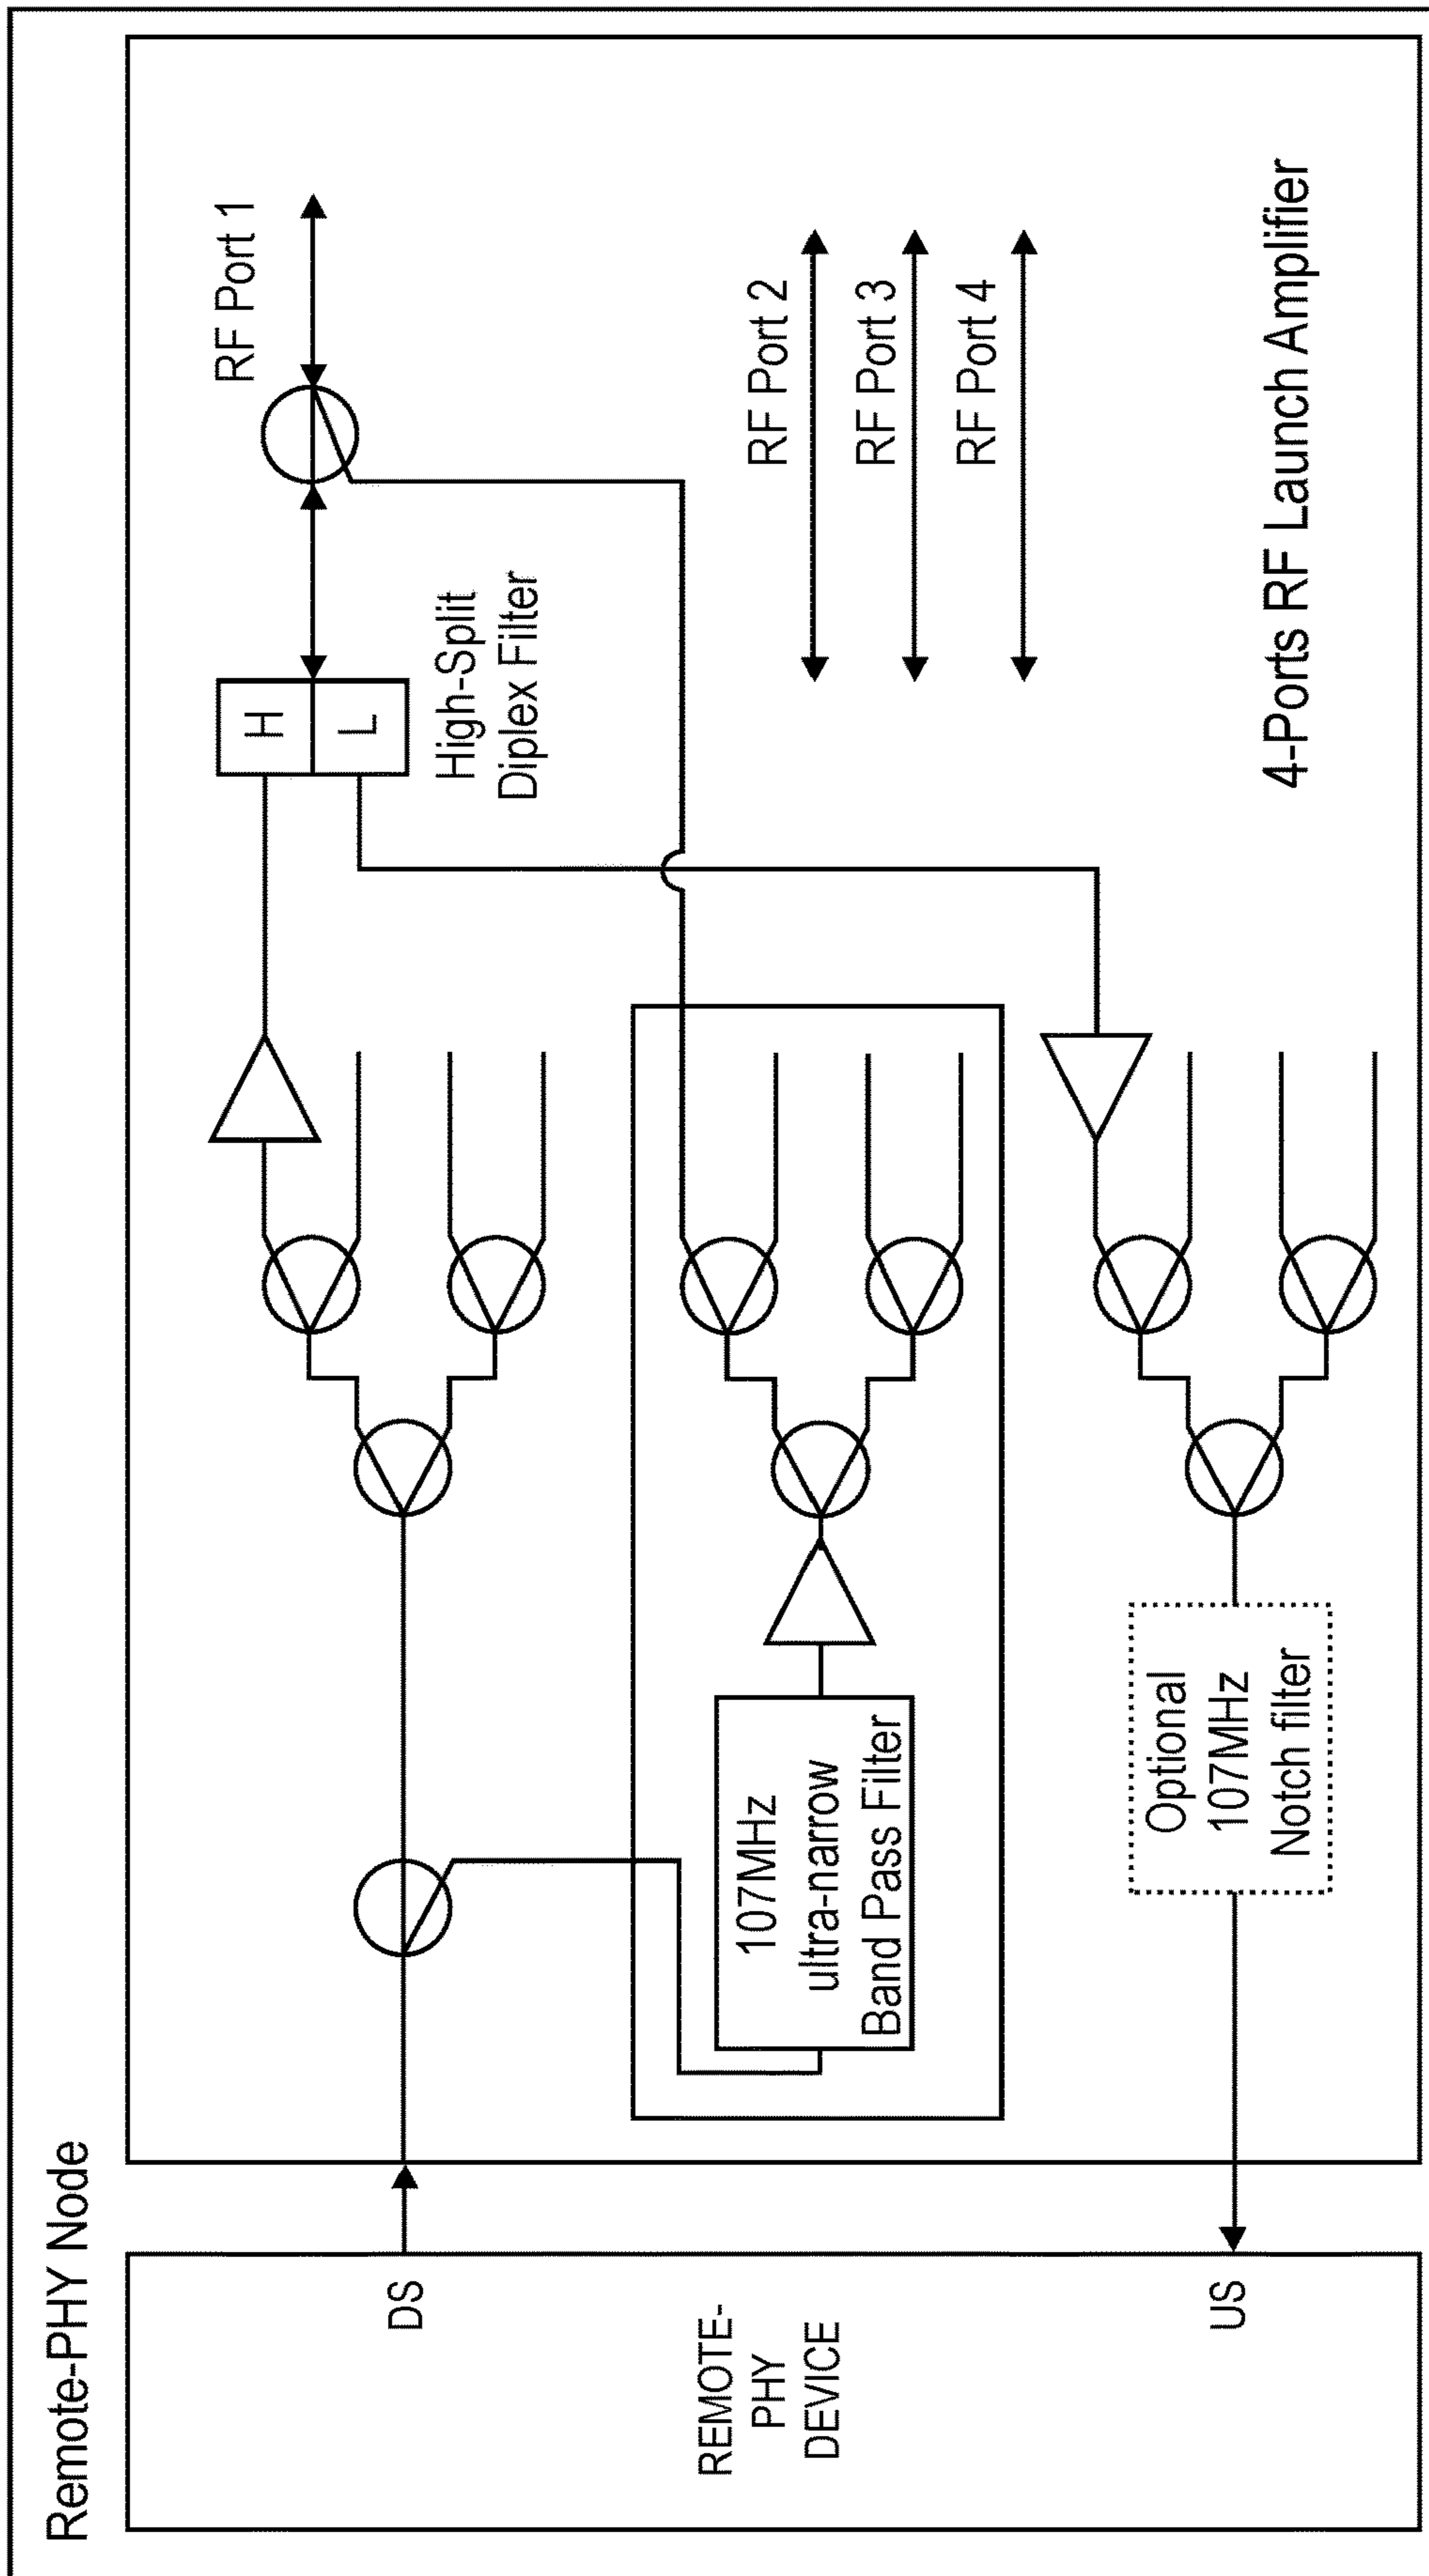 Remote-PHY Node
REMOTE-
PHY
DEVICE
DS
US
107MHz
ultra-narrow
Band Pass Filter
Optional
107MHz
Notch filter
H
L
High-Split
Diplex Filter
RF Port 1
RF Port 2
RF Port 3
RF Port 4
4-Ports RF Launch Amplifier